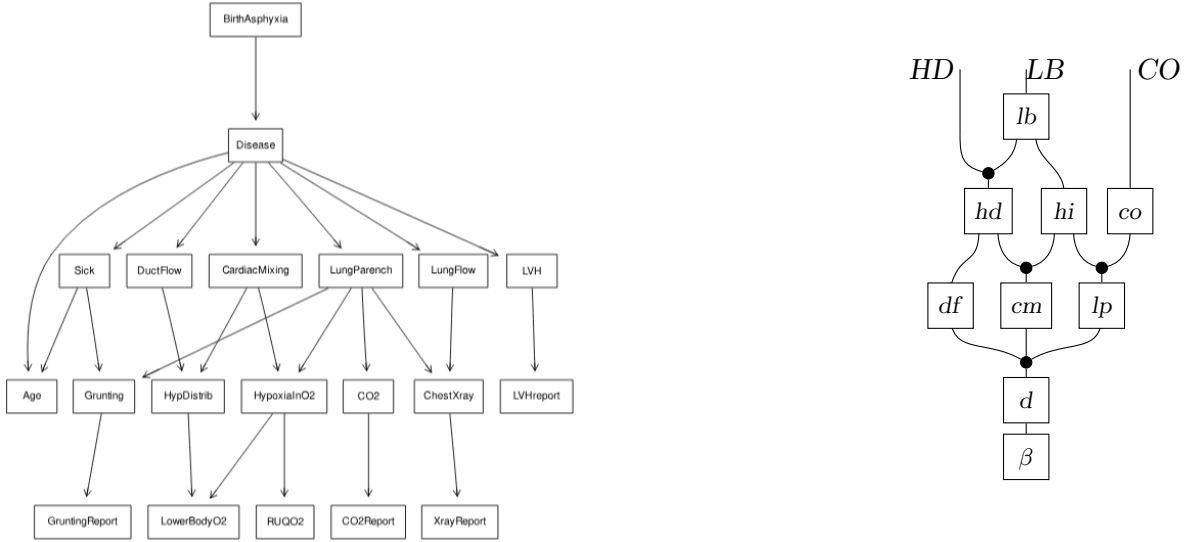 BirthAsphyxia
Disease
Sick DuctFlow CardiacMixing LungParench LungFlow LVH
Age Grunting HypDistrib HypoxiaInO2 CO2 ChestXray LVHreport
GruntingReport LowerBodyO2 RUQO2 CO2Report XrayReport
HD LB CO
lb
hd hi co
df cm lp
d
β